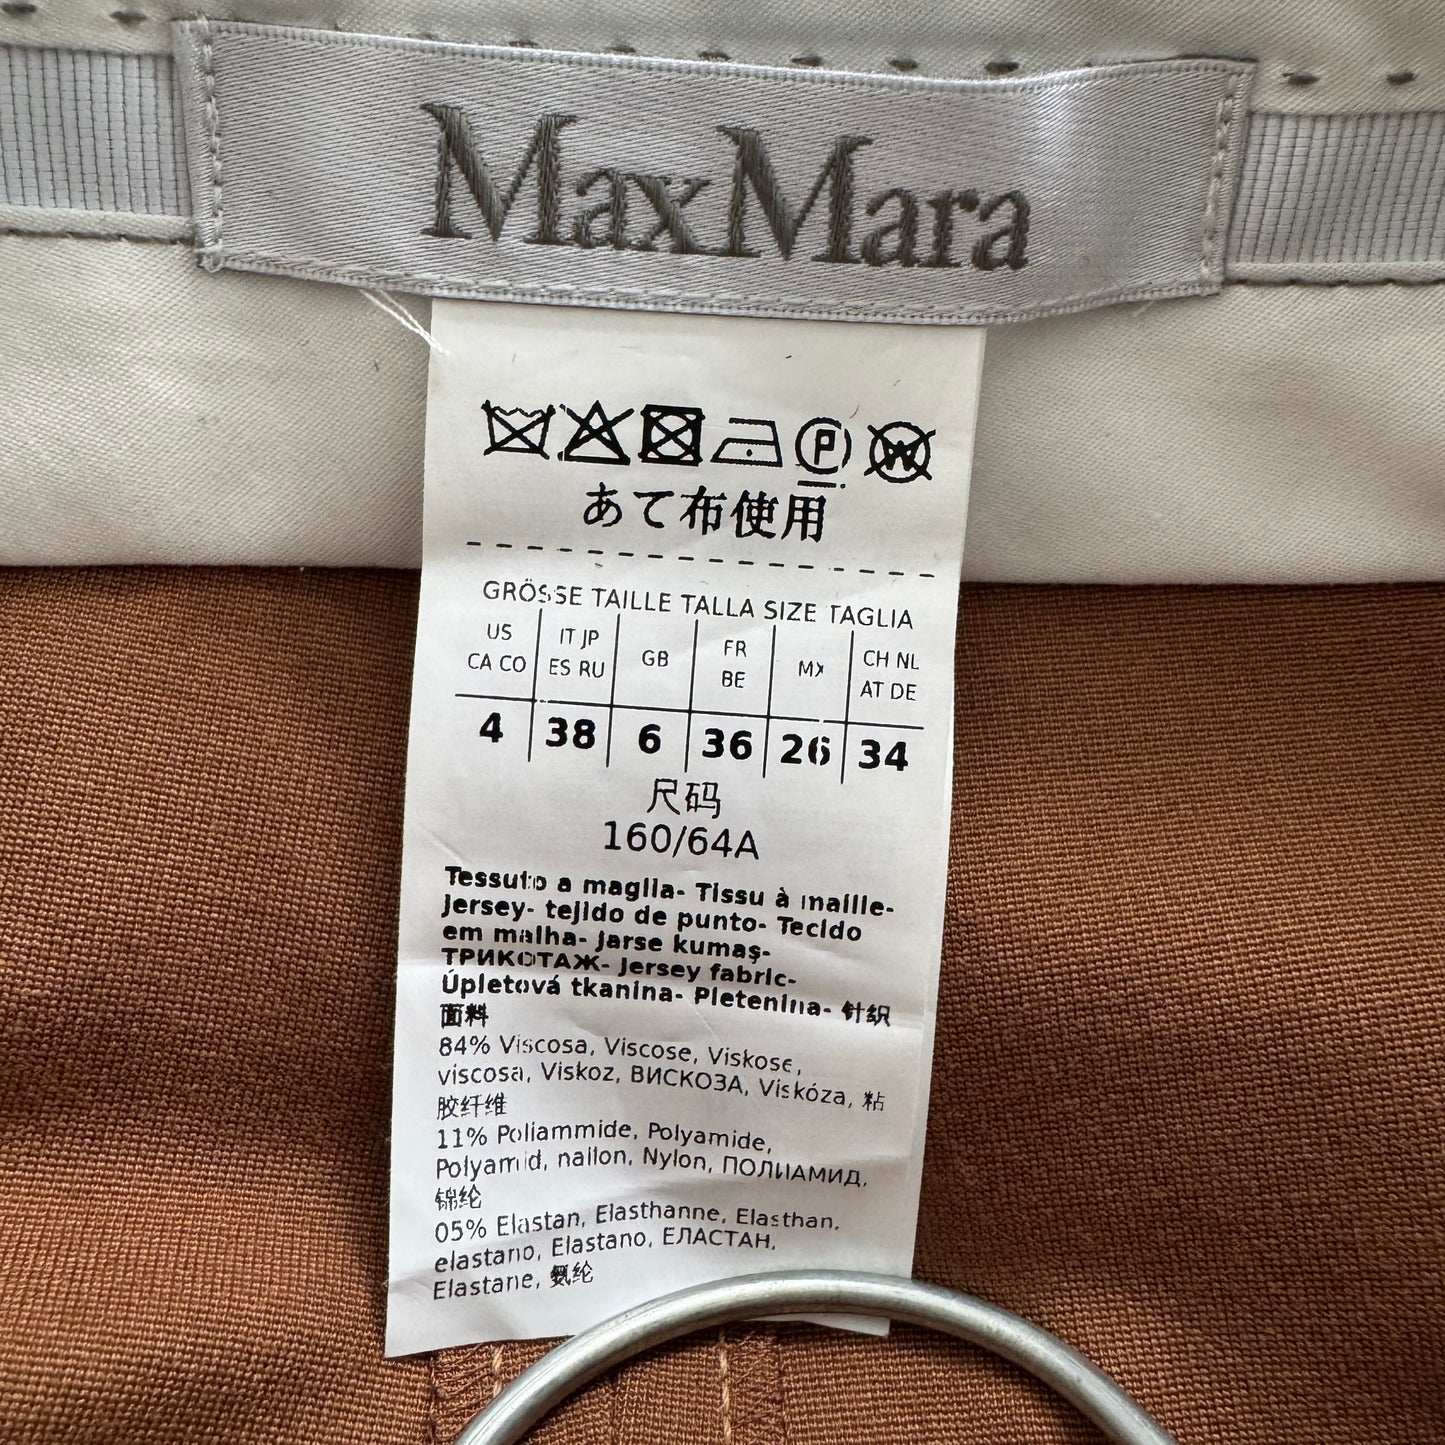 MaxMara
P
W
あて布使用
GRÖSSE TAILLE TALLA SIZE TAGLIA
US CA CO
IT JP ES RU
GB
FR BE
MX
CH NL AT DE
4 38 6 36 26 34
尺码
160/64A
Tessuto a maglia- Tissu à maille-
Jersey- tejido de punto- Tecido
em malha- Jarse kumaş-
ТРИКОТАЖ- Jersey fabric-
Úpletová tkanina- Pletenina- 针织
面料
84% Viscosa, Viscose, Viskose,
viscosa, Viskoz, ВИСКОЗА, Viskóza, 粘
胶纤维
11% Poliammide, Polyamide,
Polyamid, nailon, Nylon, ПОЛИАМИД,
锦纶
05% Elastan, Elasthanne, Elasthan,
elastano, Elastano, ЕЛАСТАН,
Elastane, 氨纶